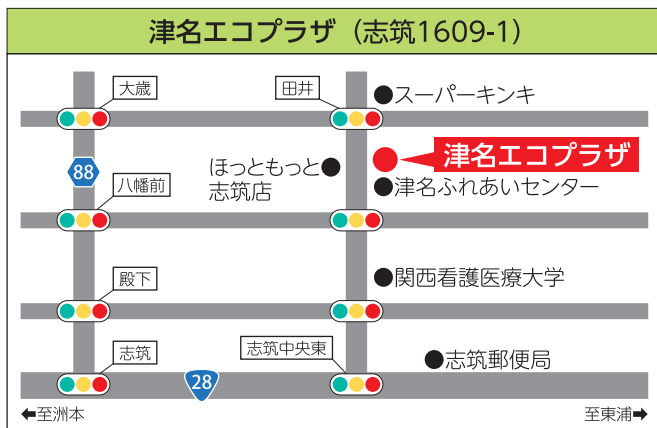 津名エコプラザ（志筑1609-1）
大歳
田井
●スーパーキンキ
津名エコプラザ
88
ほっともっと●
志筑店
●津名ふれあいセンター
八幡前
●関西看護医療大学
殿下
志筑
志筑中央東
●志筑郵便局
28
←至洲本
至東浦→